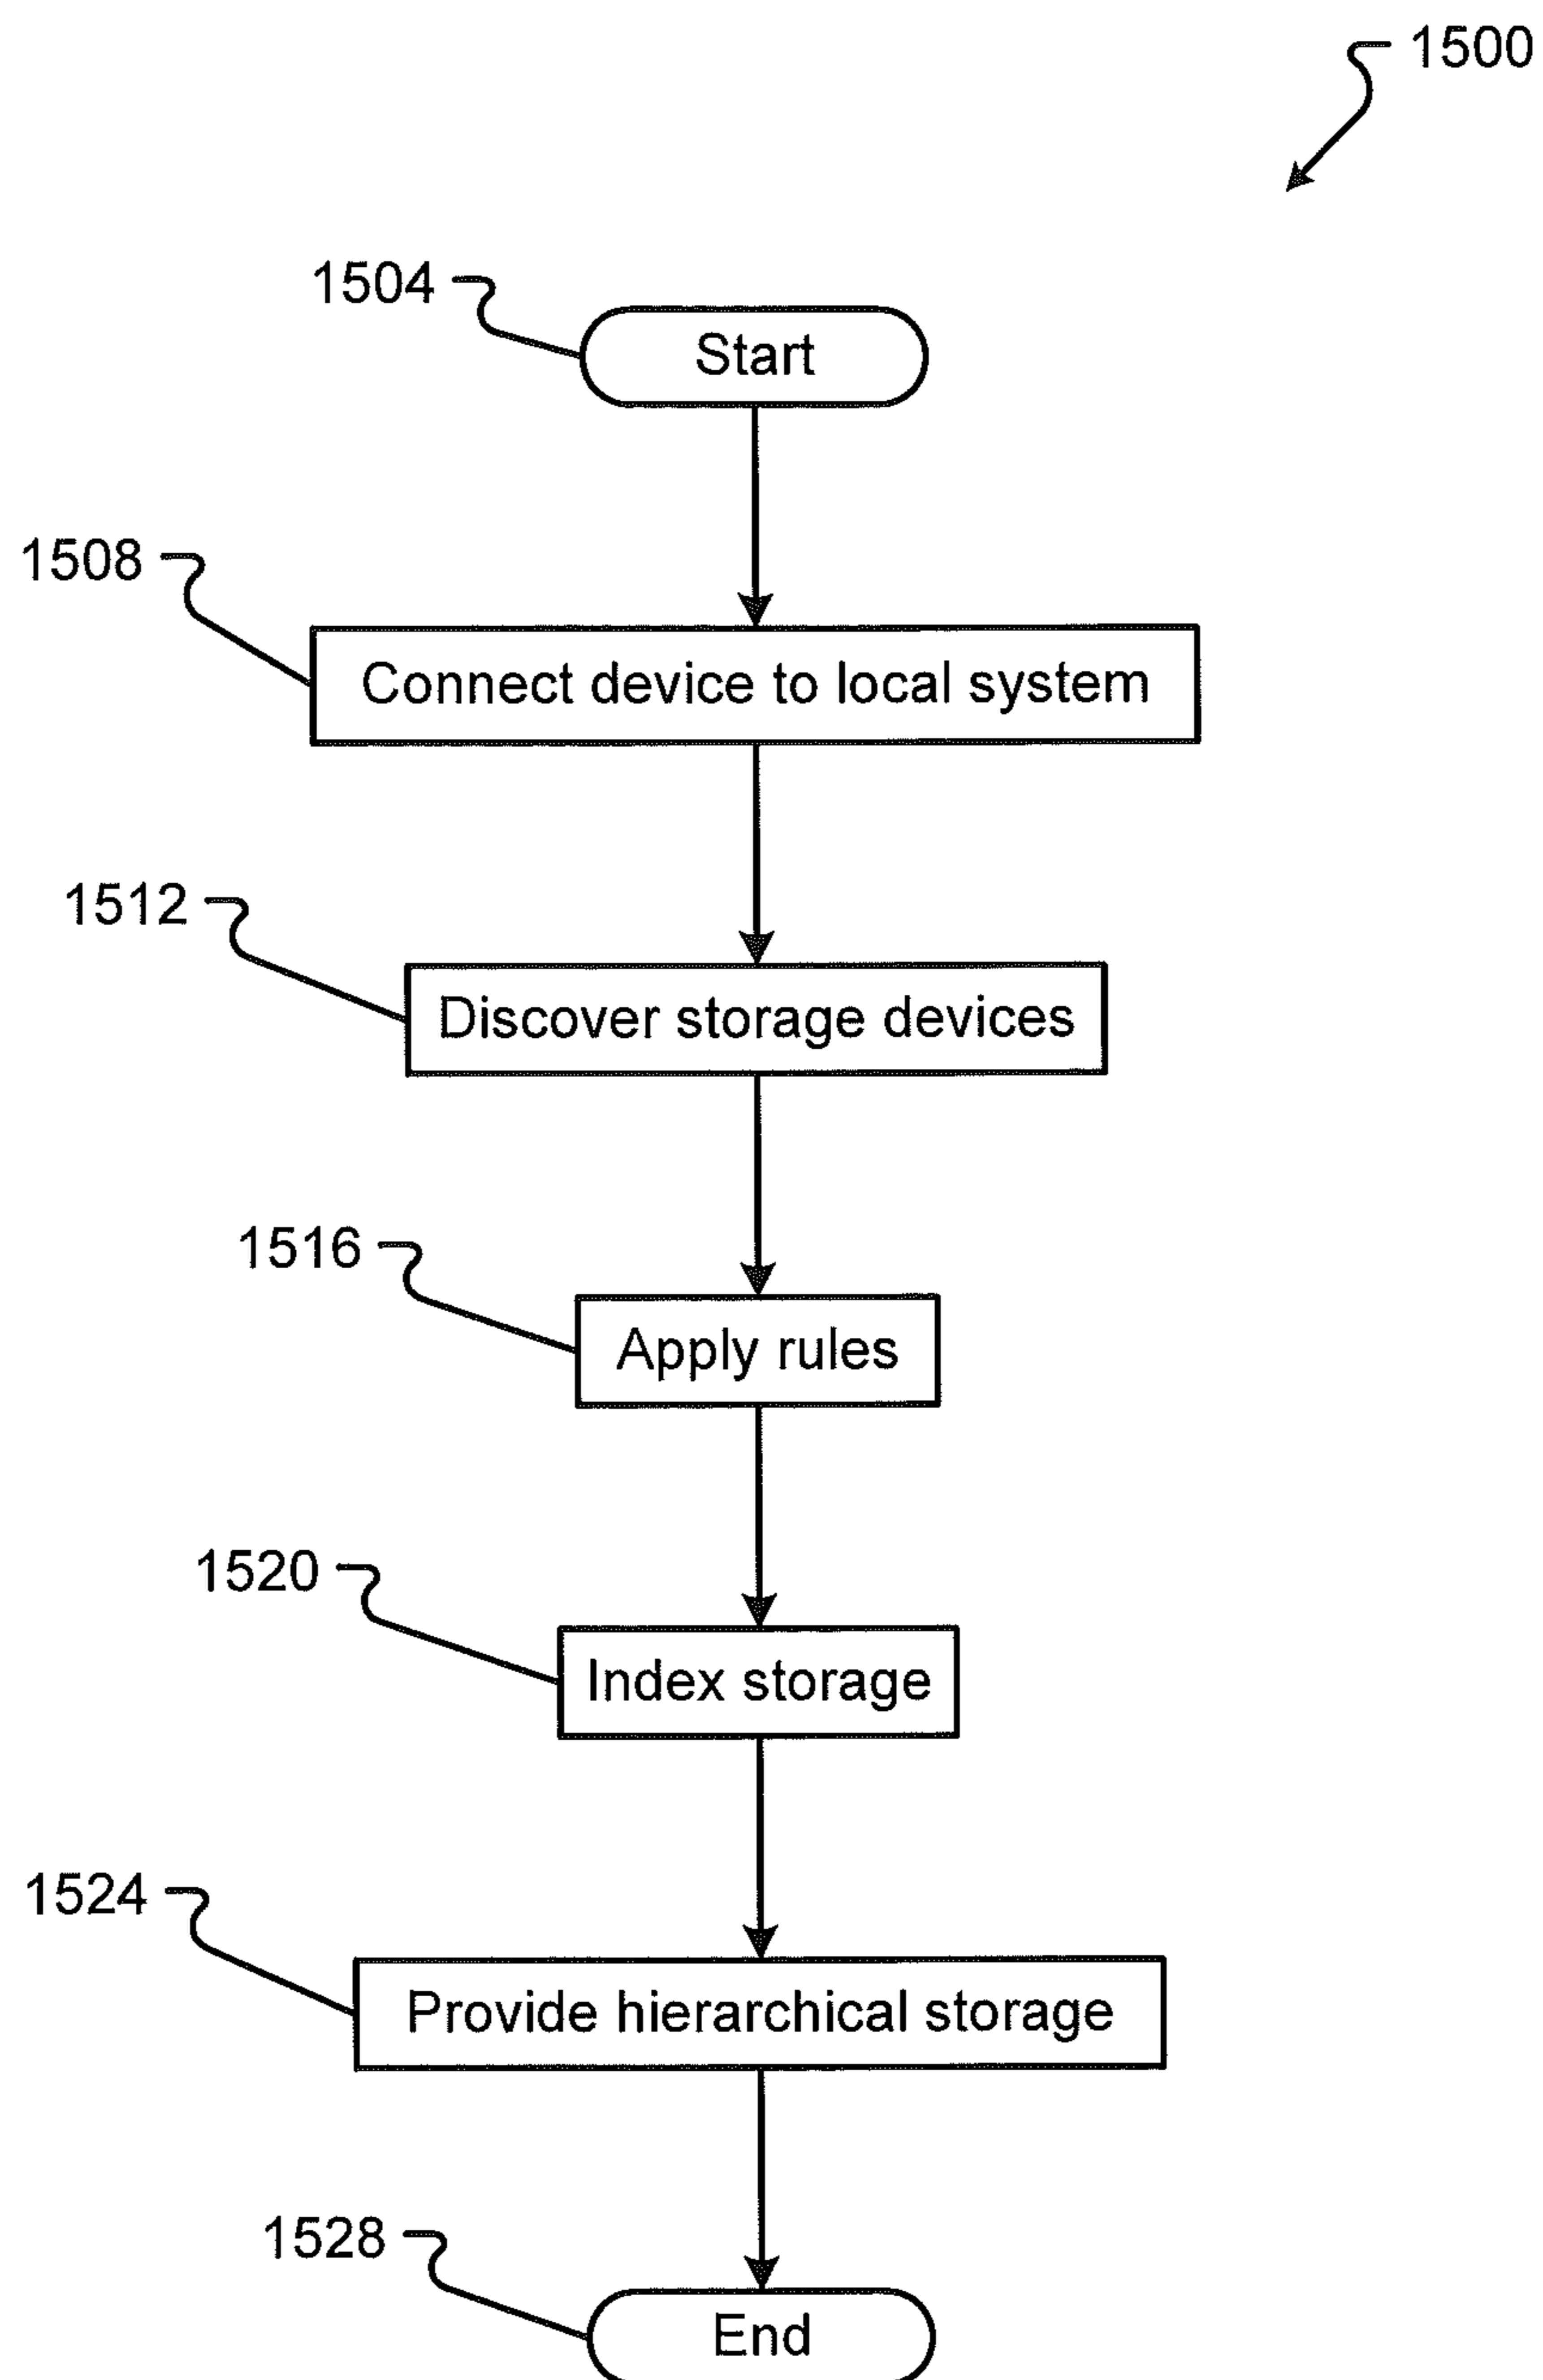 1500
1504
Start
1508
Connect device to local system
1512
Discover storage devices
1516
Apply rules
1520
Index storage
1524
Provide hierarchical storage
1528
End